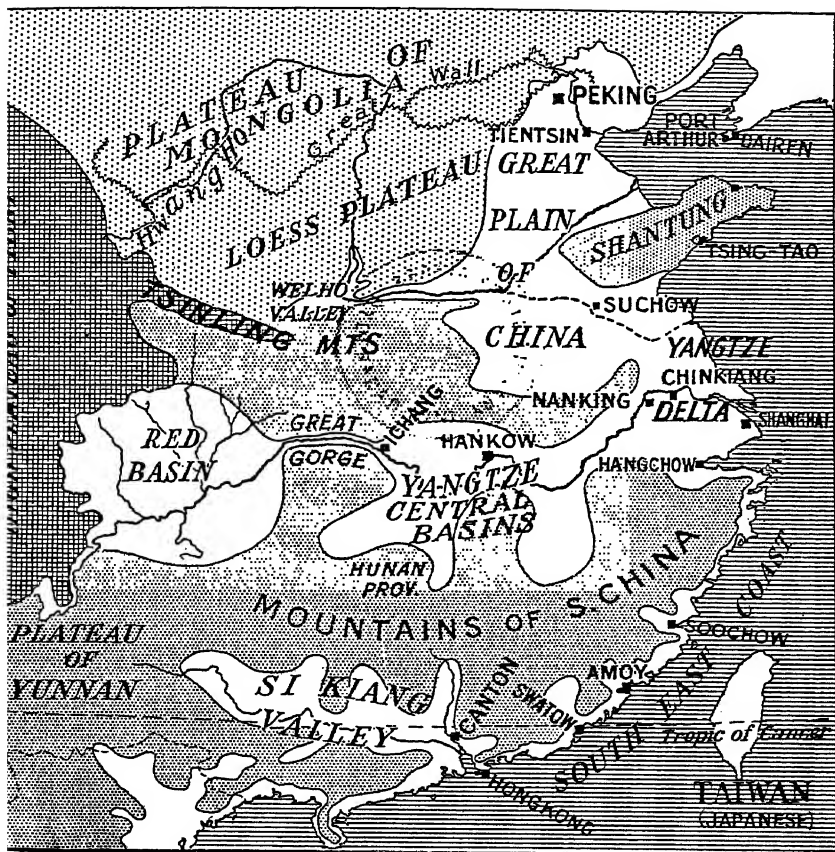 PLATEAU OF
MONGOLIA
Great Wall
Hwang Ho
PEKING
TIENTSIN
PORT
ARTHUR
DAIREN
LOESS PLATEAU
GREAT
PLAIN
OF
CHINA
SHANTUNG
TSING-TAO
WEIHO
VALLEY
TSINLING MTS
SUCHOW
YANGTZE
DELTA
CHINKIANG
NANKING
SHANGHAI
RED
BASIN
GREAT
GORGE
ICHANG
HANKOW
HANGCHOW
YANGTZE
CENTRAL
BASINS
HUNAN
PROV.
MOUNTAINS OF S. CHINA
SOOCHOW
PLATEAU
OF
YUNNAN
SI KIANG
VALLEY
CANTON
SWATOW
AMOY
SOUTH EAST COAST
Tropic of Cancer
HONGKONG
TAIWAN
(JAPANESE)